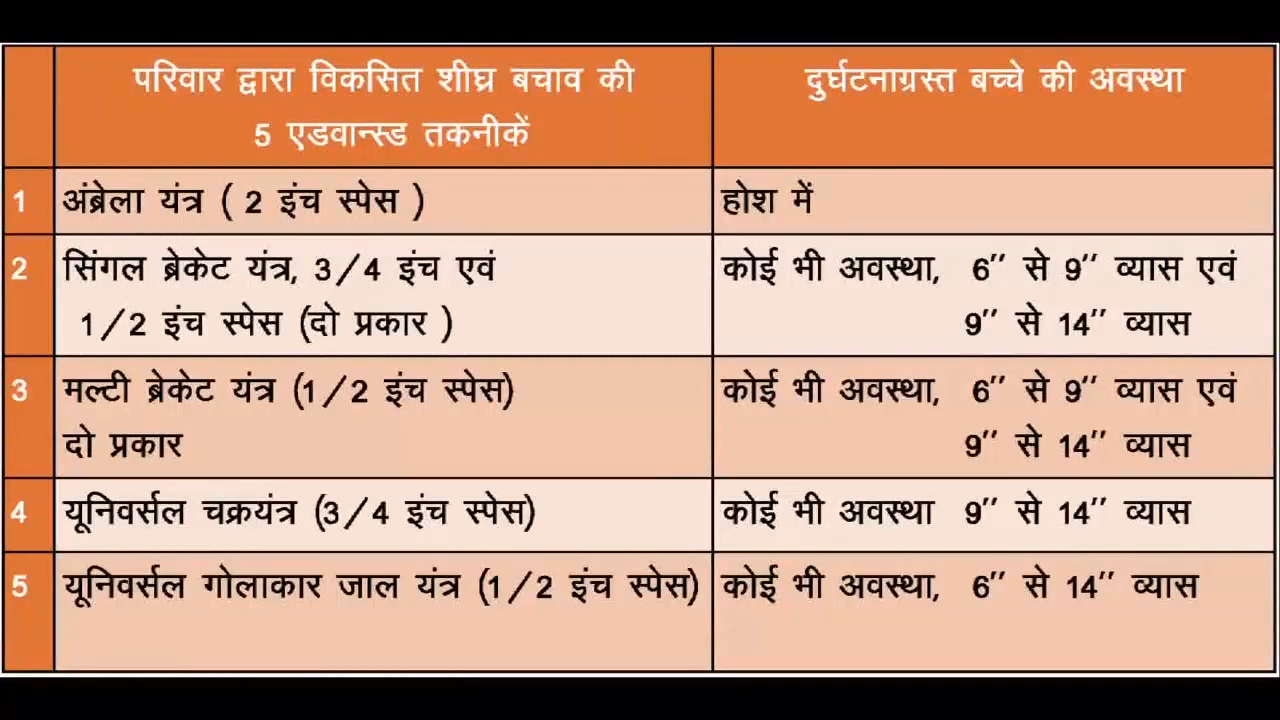 परिवार द्वारा विकसित शीघ्र बचाव की
5 एडवान्स्ड तकनीकें
दुर्घटनाग्रस्त बच्चे की अवस्था
1 अंब्रेला यंत्र ( 2 इंच स्पेस ) होश में
2 सिंगल ब्रेकेट यंत्र, 3/4 इंच एवं कोई भी अवस्था, 6” से 9” व्यास एवं
1/2 इंच स्पेस (दो प्रकार ) 9” से 14” व्यास
3 मल्टी ब्रेकेट यंत्र (1/2 इंच स्पेस) कोई भी अवस्था, 6” से 9” व्यास एवं
दो प्रकार 9” से 14” व्यास
4 यूनिवर्सल चक्रयंत्र (3/4 इंच स्पेस) कोई भी अवस्था 9” से 14” व्यास
5 यूनिवर्सल गोलाकार जाल यंत्र (1/2 इंच स्पेस) कोई भी अवस्था, 6” से 14” व्यास